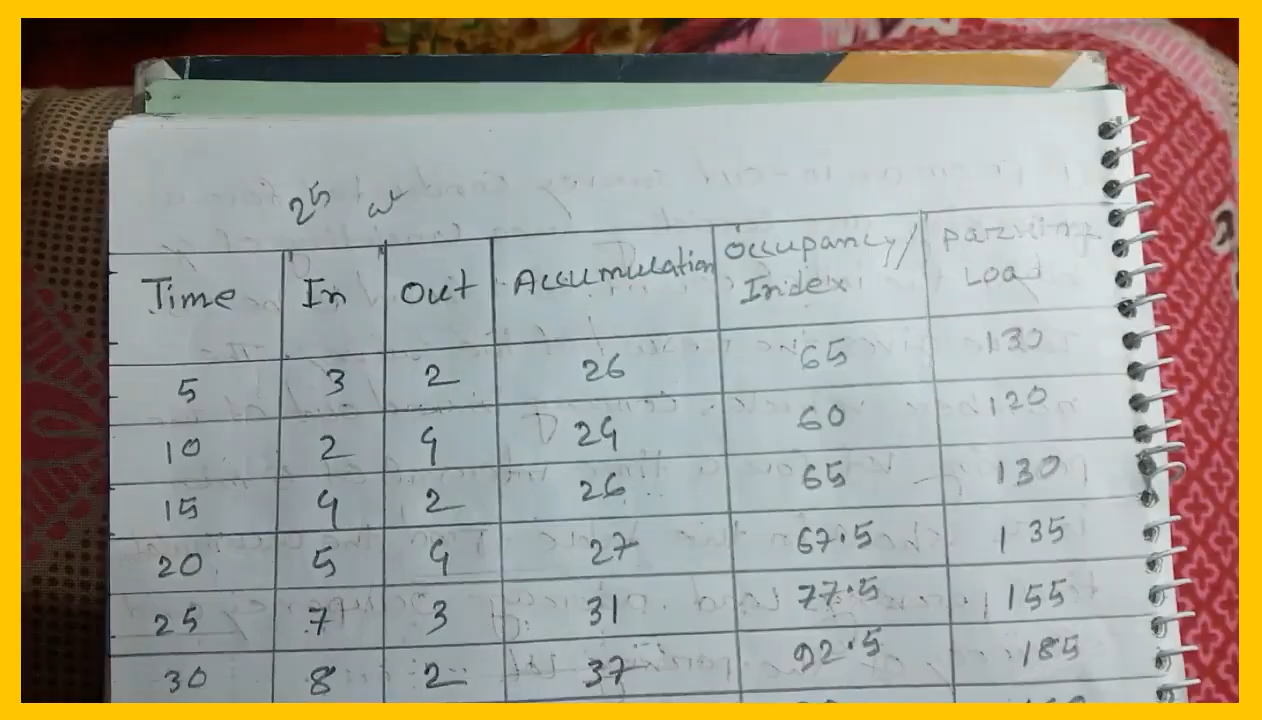 25
Time In Out Accumulation Occupancy/ Index Parking Load
5 3 2 26 65 130
10 2 4 24 60 120
15 4 2 26 65 130
20 5 4 27 67.5 135
25 7 3 31 77.5 155
30 8 2 37 92.5 185